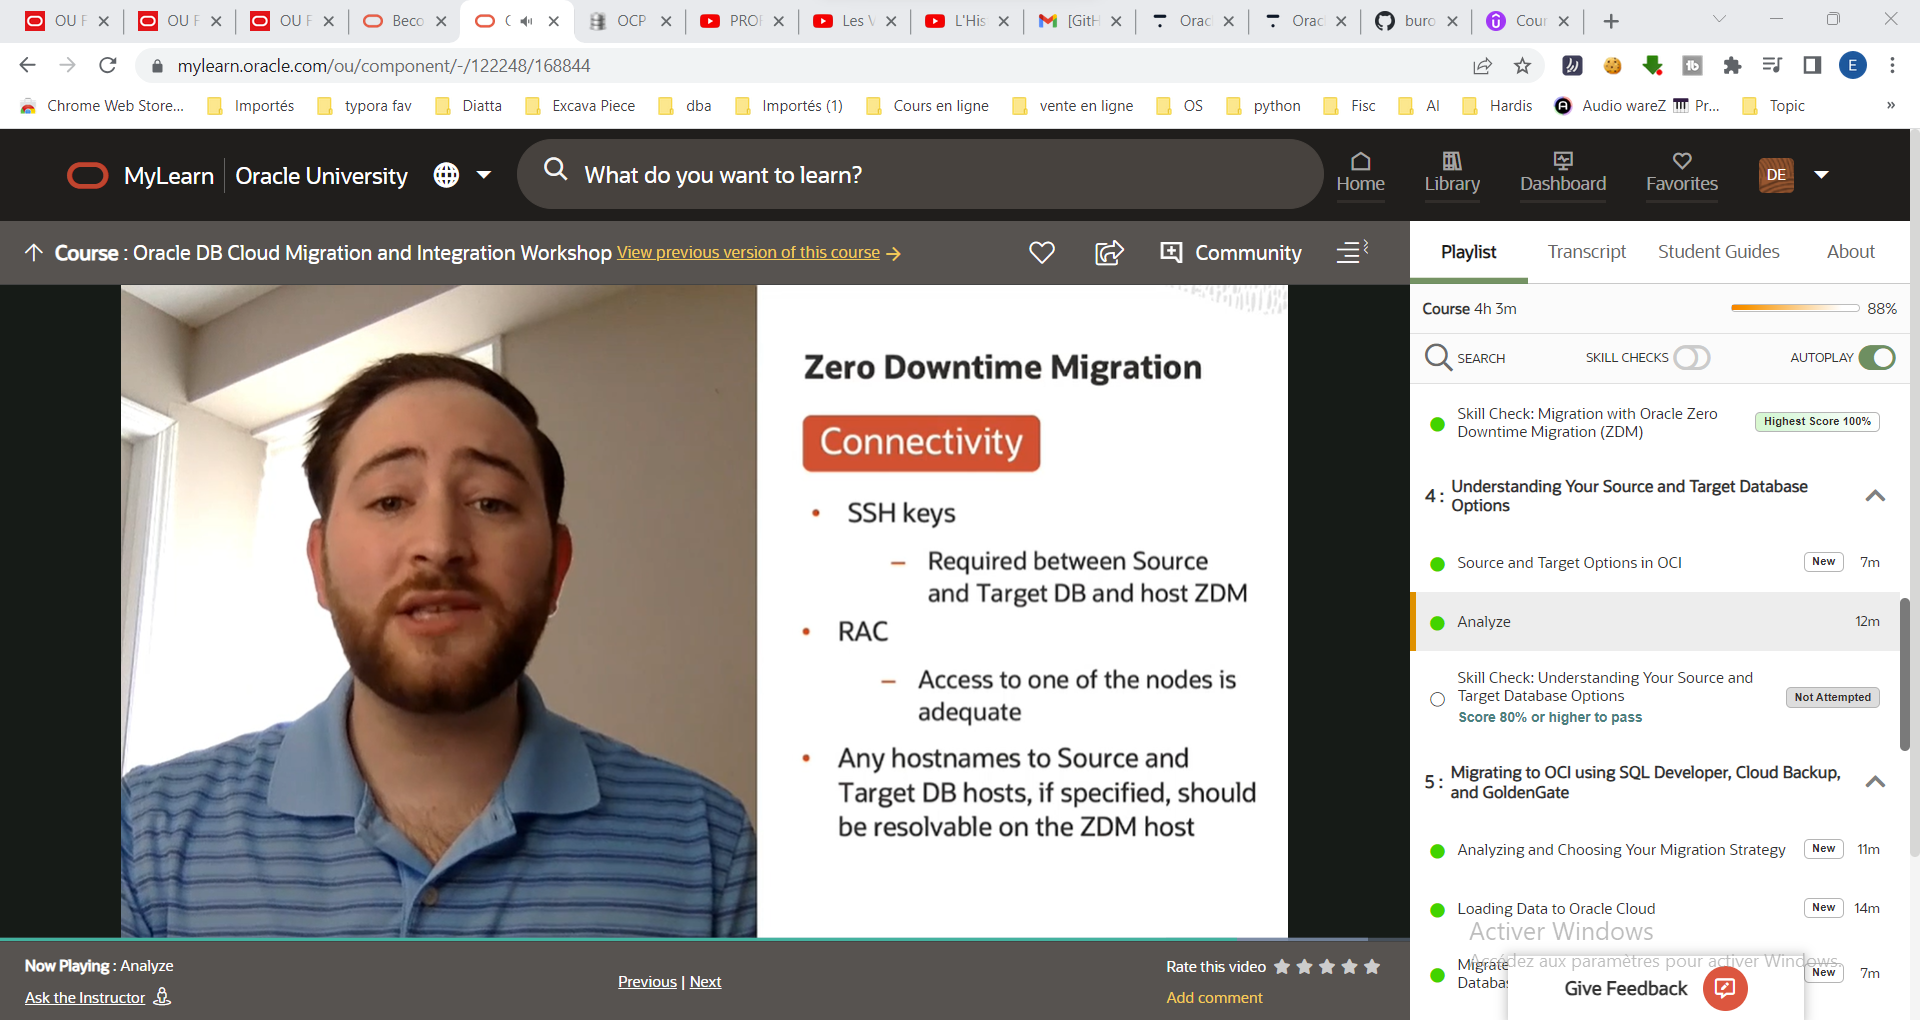 OU F
OU F
OU F
Beco
OCP
PROI
Les V
L'His
[GitH
Orac
Orac
buro
Cour
mylearn.oracle.com/ou/component/-/122248/168844
E
Chrome Web Store...
Importés
typora fav
Diatta
Excava Piece
dba
Importés (1)
Cours en ligne
vente en ligne
OS
python
Fisc
AI
Hardis
Audio wareZ
Pr...
Topic
»
MyLearn
Oracle University
What do you want to learn?
Home
Library
Dashboard
Favorites
DE
Course : Oracle DB Cloud Migration and Integration Workshop View previous version of this course →
Community
Playlist
Transcript
Student Guides
About
Course 4h 3m
88%
SEARCH
SKILL CHECKS
AUTOPLAY
Zero Downtime Migration
Connectivity
• SSH keys
– Required between Source
and Target DB and host ZDM
• RAC
– Access to one of the nodes is
adequate
• Any hostnames to Source and
Target DB hosts, if specified, should
be resolvable on the ZDM host
Skill Check: Migration with Oracle Zero
Downtime Migration (ZDM)
Highest Score 100%
4 : Understanding Your Source and Target Database
Options
Source and Target Options in OCI
New
7m
Analyze
12m
Skill Check: Understanding Your Source and
Target Database Options
Score 80% or higher to pass
Not Attempted
5 : Migrating to OCI using SQL Developer, Cloud Backup,
and GoldenGate
Analyzing and Choosing Your Migration Strategy
New
11m
Loading Data to Oracle Cloud
New
14m
Activer Windows
Accédez aux paramètres pour activer Windows.
Migrate
Databas
New
7m
Give Feedback
Now Playing : Analyze
Ask the Instructor
Previous | Next
Rate this video
Add comment